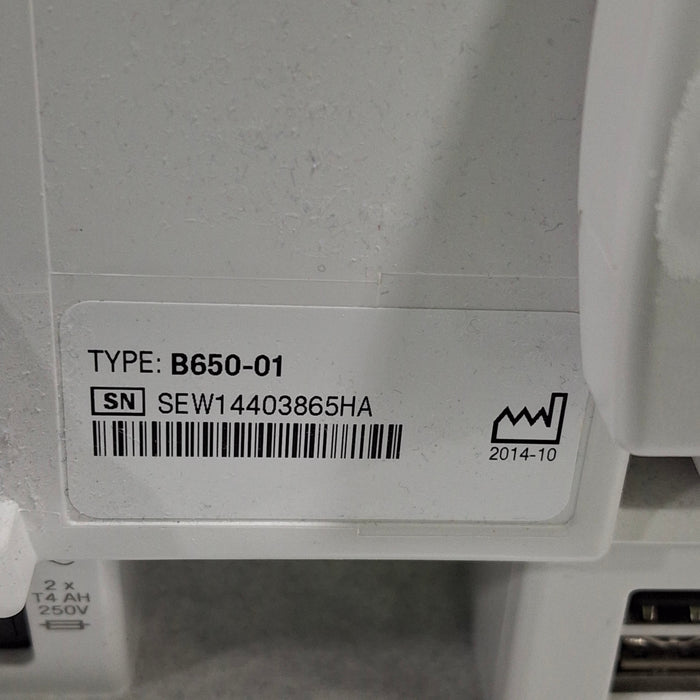 TYPE: B650-01
SN SEW14403865HA
2014-10
2 x
T4 AH
250V